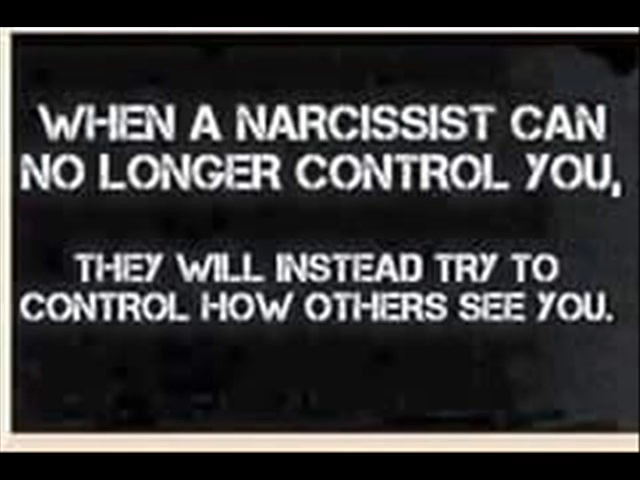 WHEN A NARCISSIST CAN
NO LONGER CONTROL YOU,
THEY WILL INSTEAD TRY TO
CONTROL HOW OTHERS SEE YOU.